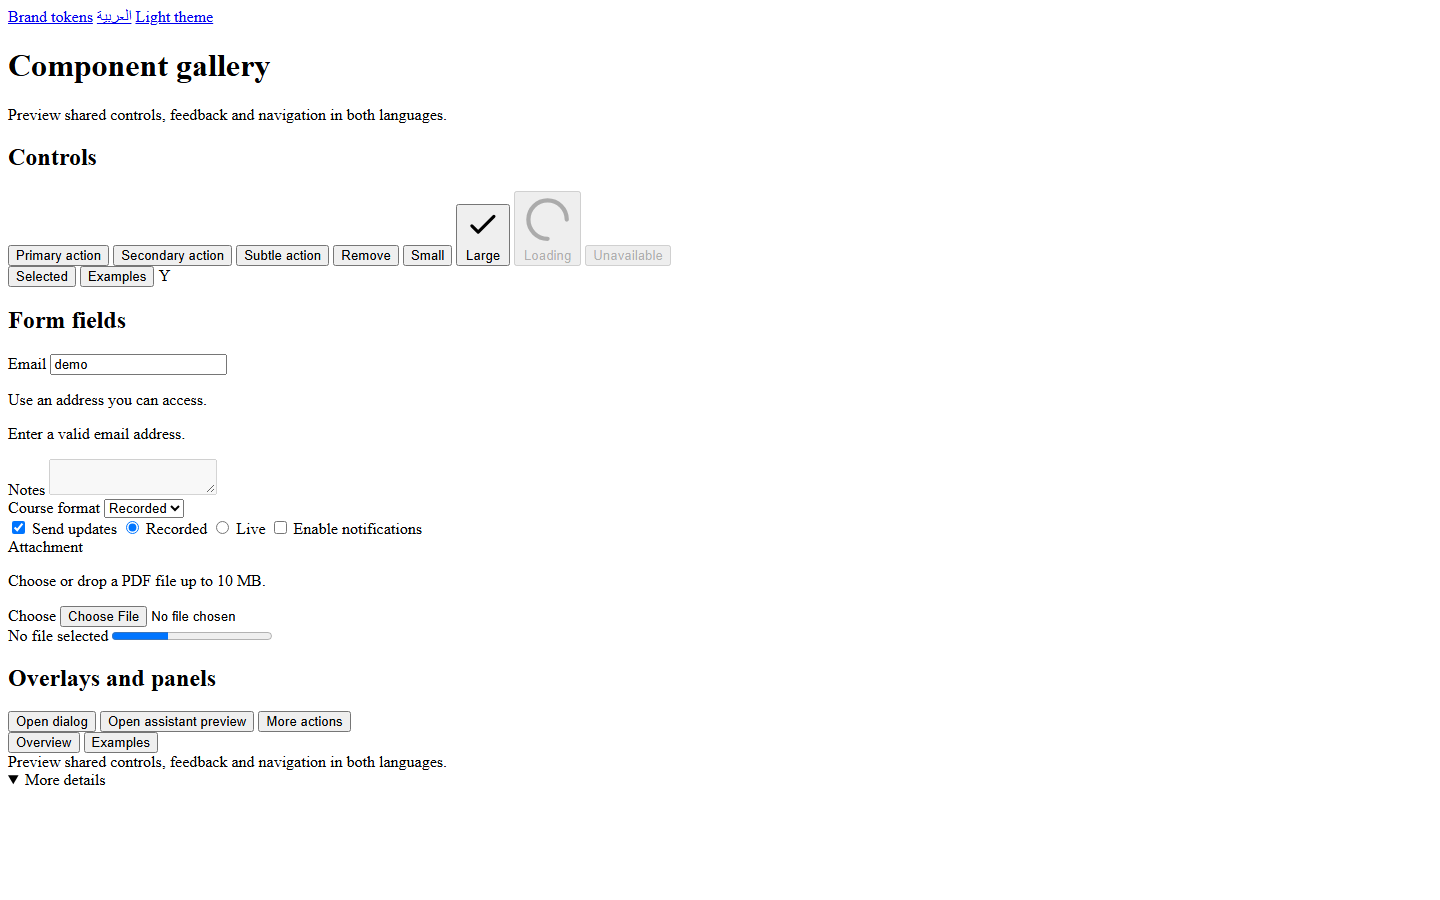 Brand tokens العربية Light theme
Component gallery
Preview shared controls, feedback and navigation in both languages.
Controls
Primary action Secondary action Subtle action Remove Small Large Loading Unavailable
Selected Examples Y
Form fields
Email demo
Use an address you can access.
Enter a valid email address.
Notes
Course format Recorded
Send updates Recorded Live Enable notifications
Attachment
Choose or drop a PDF file up to 10 MB.
Choose Choose File No file chosen
No file selected
Overlays and panels
Open dialog Open assistant preview More actions
Overview Examples
Preview shared controls, feedback and navigation in both languages.
More details